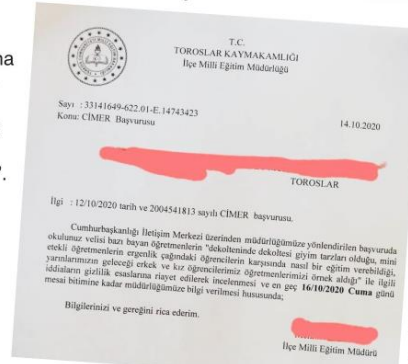 na
.
T.C.
TOROSLAR KAYMAKAMLIĞI
İlçe Milli Eğitim Müdürlüğü
Sayı : 33141649-622.01-E.14743423
14.10.2020
Konu: CİMER Başvurusu
TOROSLAR
İlgi : 12/10/2020 tarih ve 2004541813 sayılı CİMER başvurusu.
Cumhurbaşkanlığı İletişim Merkezi üzerinden müdürlüğümüze yönlendirilen başvuruda
okulunuz velisi bazı bayan öğretmenlerin "dekolteninde dekoltesi giyim tarzları olduğu, mini
etekli öğretmenlerin ergenlik çağındaki öğrencilerin karşısında nasıl bir eğitim verebildiği,
yarınlarımızın geleceği erkek ve kız öğrencilerimiz öğretmenlerimizi örnek aldığı" ile ilgili
iddiaların gizlilik esaslarına riayet edilerek incelenmesi ve en geç 16/10/2020 Cuma günü
mesai bitimine kadar müdürlüğümüze bilgi verilmesi hususunda;
Bilgilerinizi ve gereğini rica ederim.
İlçe Milli Eğitim Müdürü